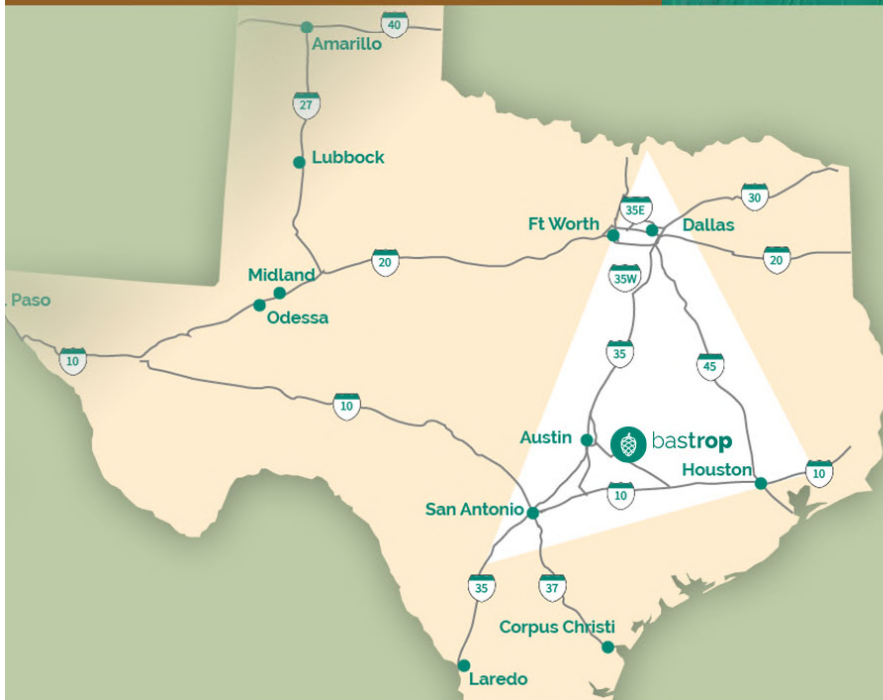 40
Amarillo
27
Lubbock
35E
30
Ft Worth
Dallas
20
20
Midland
35W
Paso
Odessa
35
10
45
10
Austin
bastrop
Houston
10
10
San Antonio
35
37
Corpus Christi
Laredo